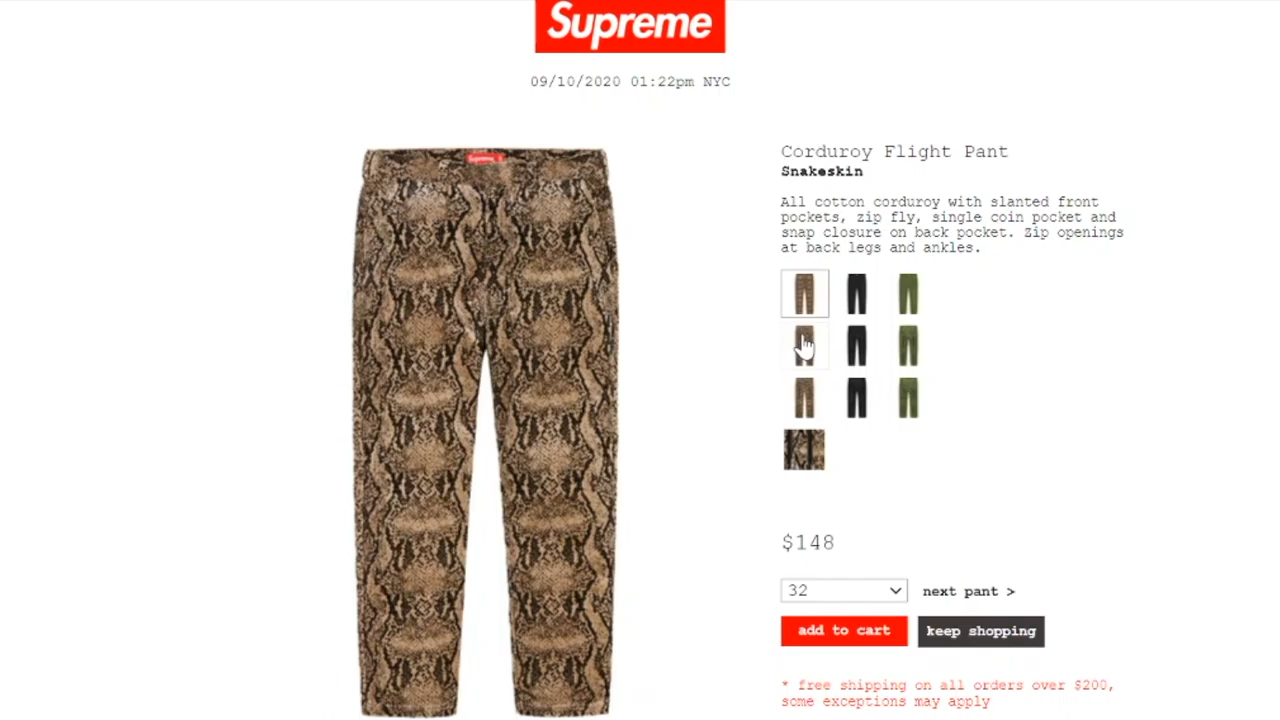 Supreme
09/10/2020 01:22pm NYC
Supreme
Corduroy Flight Pant
Snakeskin
All cotton corduroy with slanted front
pockets, zip fly, single coin pocket and
snap closure on back pocket. Zip openings
at back legs and ankles.
$148
32
next pant >
add to cart
keep shopping
* free shipping on all orders over $200,
some exceptions may apply